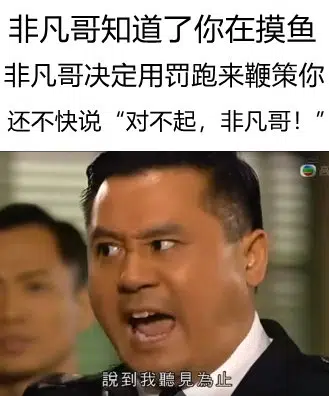 非凡哥知道了你在摸鱼
非凡哥决定用罚跑来鞭策你
还不快说“对不起，非凡哥！”
說到我聽見為止